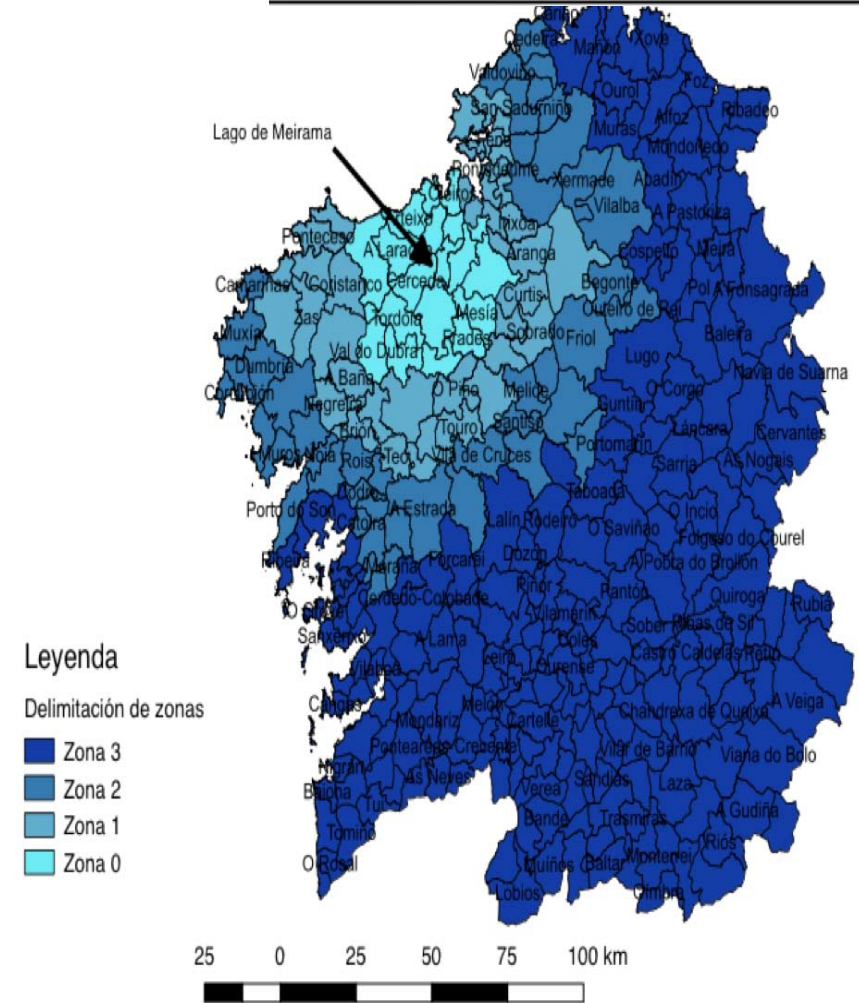 Cariño
Cedeira
Mañón
Xove
Valdoviño
Ourol
Foz
San Sadurniño
Alfoz
Ribadeo
Lago de Meirama
Muras
Mondoñedo
Pontedeume
Xermade
Abadín
Vilalba
A Pastoriza
Arteixo
Irixoa
Ponteceso
A Laracha
Aranga
Cospeito
Meira
Camariñas
Coristanco
Cerceda
Curtis
Begonte
Pol
A Fonsagrada
Zas
Tordoia
Mesía
Outeiro de Rei
Muxía
Frades
Sobrado
Friol
Baleira
Val do Dubra
Lugo
Dumbría
A Baña
Navia de Suarna
Corcubión
Negreira
O Pino
Melide
O Corgo
Brión
Touro
Santiso
Guntín
Láncara
Cervantes
Muros
Noia
Rois
Teo
Vila de Cruces
Portomarín
Sarria
As Nogais
Dodro
Taboada
Porto do Son
A Estrada
Catoira
Lalín
Rodeiro
O Saviñao
O Incio
Folgoso do Courel
Ribeira
Moraña
Forcarei
Dozón
A Pobra do Brollón
Piñor
Pantón
Quiroga
Rubiá
Cerdedo-Cotobade
Vilamarín
Sober
Ribas de Sil
Sanxenxo
A Lama
Coles
Leyenda
Leiro
Ourense
Castro Caldelas
Petín
Vilaboa
Delimitación de zonas
Cangas
Melón
A Veiga
Mondariz
Cartelle
Chandrexa de Queixa
Zona 3
Ponteareas
Crecente
Vilar de Barrio
Viana do Bolo
Zona 2
Nigrán
As Neves
Baiona
Verea
Sandiás
Laza
Zona 1
Tui
Bande
Trasmiras
A Gudiña
Tomiño
Riós
Zona 0
O Rosal
Muíños
Baltar
Monterrei
Lobios
Oímbra
25 0 25 50 75 100 km